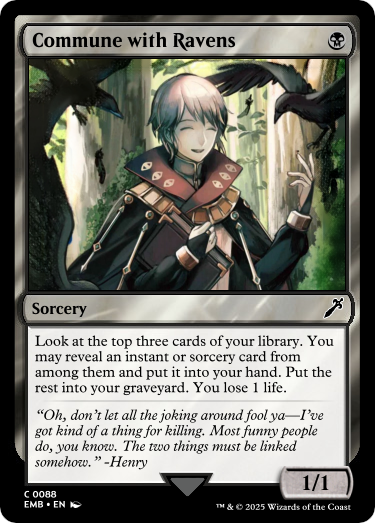 Commune with Ravens
Sorcery
Look at the top three cards of your library. You
may reveal an instant or sorcery card from
among them and put it into your hand. Put the
rest into your graveyard. You lose 1 life.
“Oh, don’t let all the joking around fool ya—I’ve
got kind of a thing for killing. Most funny people
do, you know. The two things must be linked
somehow.” -Henry
1/1
C 0088
EMB • EN
™ & © 2025 Wizards of the Coast